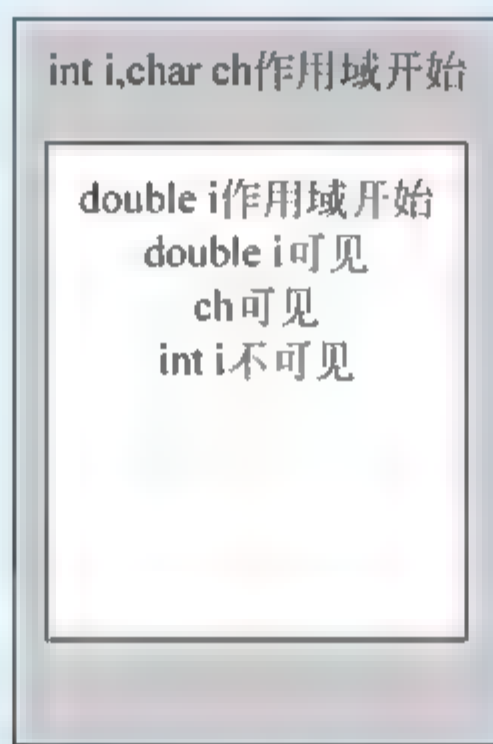 int i,char ch作用域开始
double i作用域开始
double i可见
ch可见
int i不可见